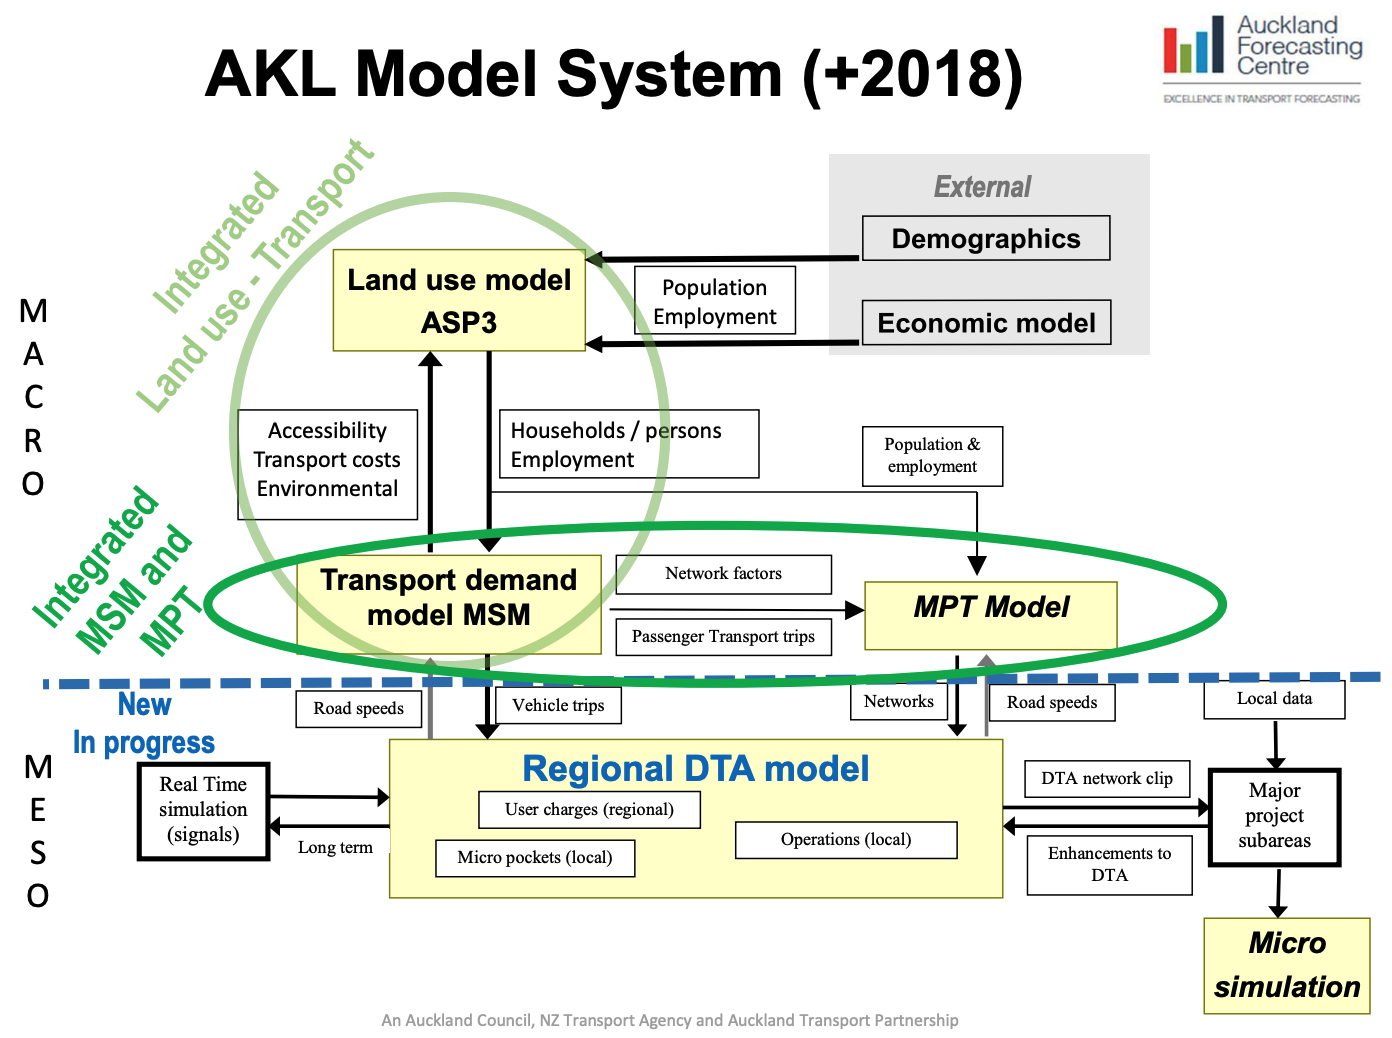 AKL Model System (+2018)
Auckland
Forecasting
Centre
EXCELLENCE IN TRANSPORT FORECASTING
Integrated
Land use - Transport
External
Demographics
Economic model
Population
Employment
Land use model
ASP3
M
A
C
R
O
Accessibility
Transport costs
Environmental
Households / persons
Employment
Population &
employment
Integrated
MSM and
MPT
Transport demand
model MSM
Network factors
Passenger Transport trips
MPT Model
New
In progress
Road speeds
Vehicle trips
Networks
Road speeds
Local data
M
E
S
O
Real Time
simulation
(signals)
Long term
Regional DTA model
User charges (regional)
Micro pockets (local)
Operations (local)
DTA network clip
Enhancements to
DTA
Major
project
subareas
Micro
simulation
An Auckland Council, NZ Transport Agency and Auckland Transport Partnership